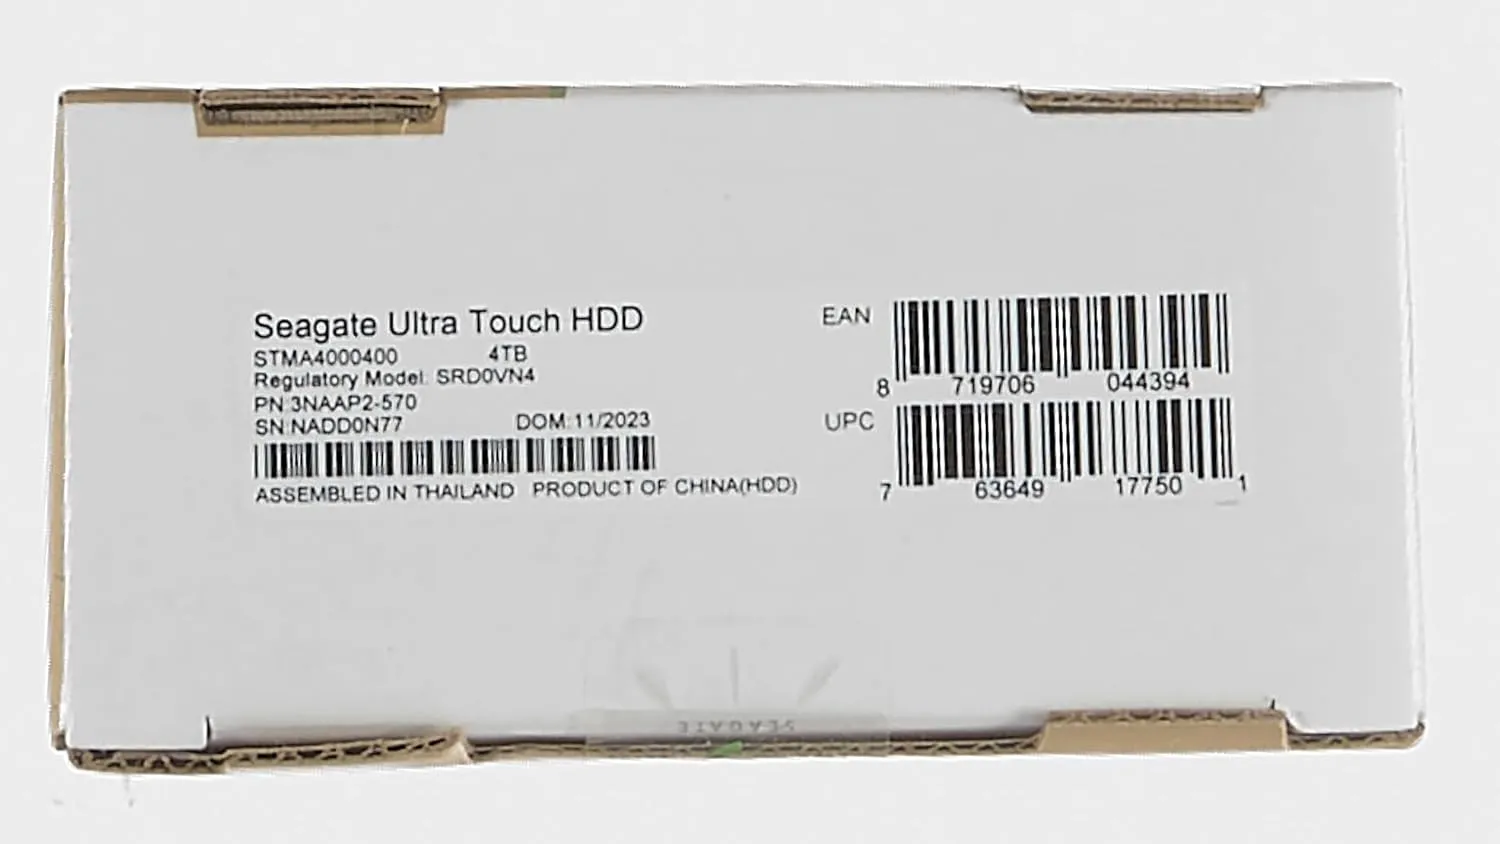 Seagate Ultra Touch HDD
STMA4000400 4TB
Regulatory Model: SRD0VN4
PN:3NAAP2-570
SN:NADD0N77 DOM:11/2023
ASSEMBLED IN THAILAND PRODUCT OF CHINA(HDD)
EAN
8 719706 044394
UPC
7 63649 17750 1
SEAGATE